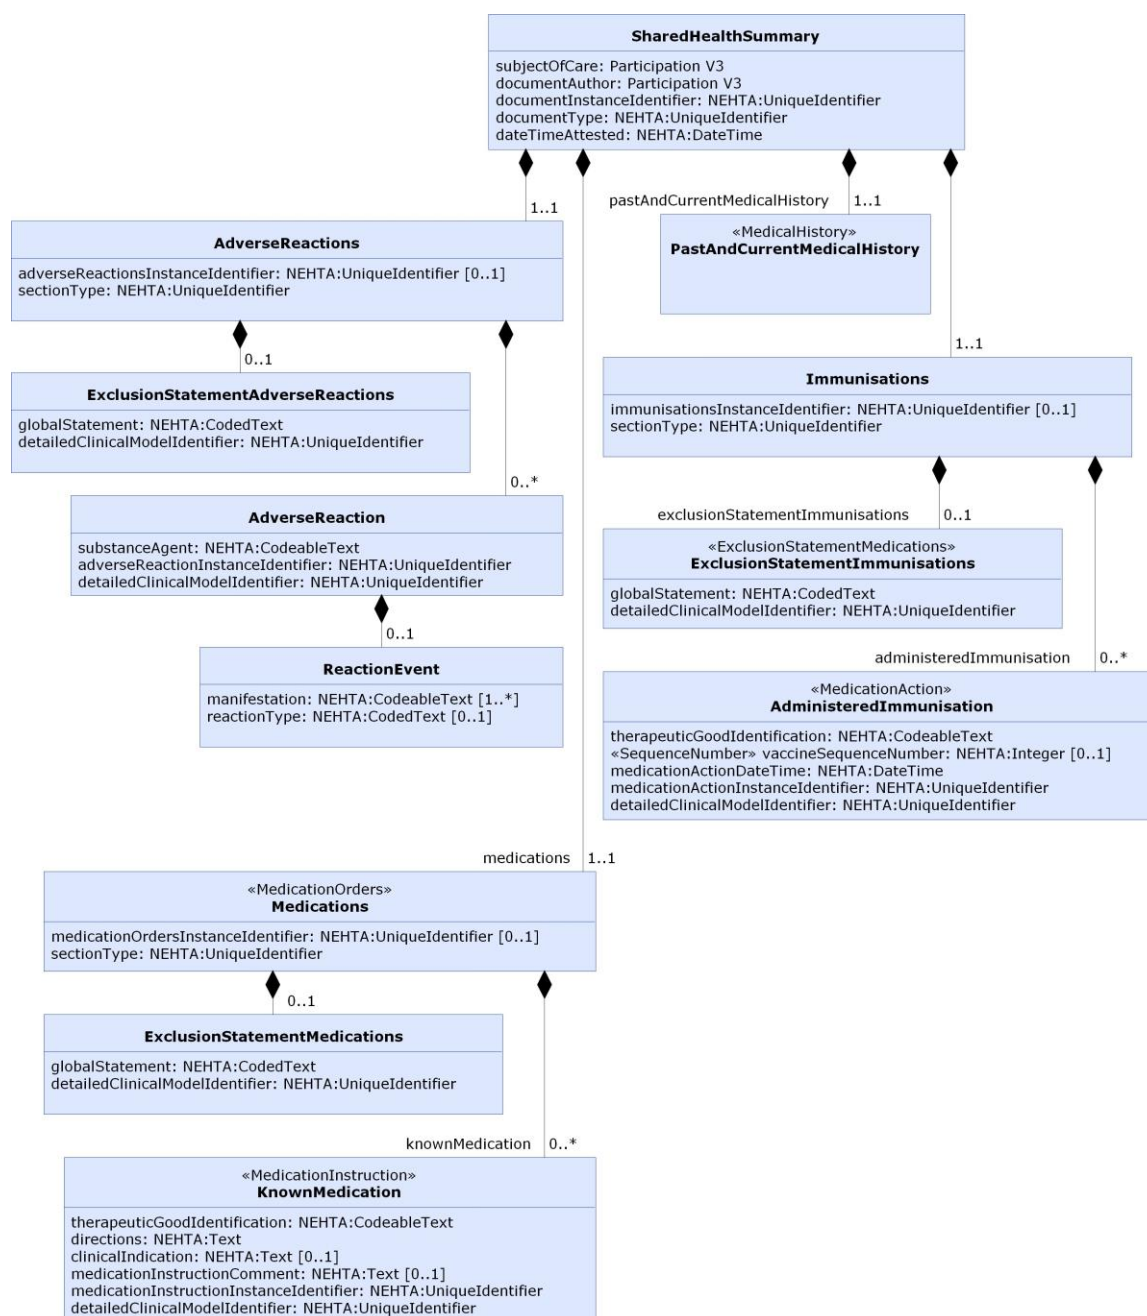 SharedHealthSummary
subjectOfCare: Participation V3
documentAuthor: Participation V3
documentInstanceIdentifier: NEHTA:UniqueIdentifier
documentType: NEHTA:UniqueIdentifier
dateTimeAttested: NEHTA:DateTime
1..1
AdverseReactions
adverseReactionsInstanceIdentifier: NEHTA:UniqueIdentifier [0..1]
sectionType: NEHTA:UniqueIdentifier
0..1
ExclusionStatementAdverseReactions
globalStatement: NEHTA:CodedText
detailedClinicalModelIdentifier: NEHTA:UniqueIdentifier
0..*
AdverseReaction
substanceAgent: NEHTA:CodeableText
adverseReactionInstanceIdentifier: NEHTA:UniqueIdentifier
detailedClinicalModelIdentifier: NEHTA:UniqueIdentifier
0..1
ReactionEvent
manifestation: NEHTA:CodeableText [1..*]
reactionType: NEHTA:CodedText [0..1]
pastAndCurrentMedicalHistory 1..1
«MedicalHistory»
PastAndCurrentMedicalHistory
1..1
Immunisations
immunisationsInstanceIdentifier: NEHTA:UniqueIdentifier [0..1]
sectionType: NEHTA:UniqueIdentifier
exclusionStatementImmunisations 0..1
«ExclusionStatementMedications»
ExclusionStatementImmunisations
globalStatement: NEHTA:CodedText
detailedClinicalModelIdentifier: NEHTA:UniqueIdentifier
administeredImmunisation 0..*
«MedicationAction»
AdministeredImmunisation
therapeuticGoodIdentification: NEHTA:CodeableText
«SequenceNumber» vaccineSequenceNumber: NEHTA:Integer [0..1]
medicationActionDateTime: NEHTA:DateTime
medicationActionInstanceIdentifier: NEHTA:UniqueIdentifier
detailedClinicalModelIdentifier: NEHTA:UniqueIdentifier
medications 1..1
«MedicationOrders»
Medications
medicationOrdersInstanceIdentifier: NEHTA:UniqueIdentifier [0..1]
sectionType: NEHTA:UniqueIdentifier
0..1
ExclusionStatementMedications
globalStatement: NEHTA:CodedText
detailedClinicalModelIdentifier: NEHTA:UniqueIdentifier
knownMedication 0..*
«MedicationInstruction»
KnownMedication
therapeuticGoodIdentification: NEHTA:CodeableText
directions: NEHTA:Text
clinicalIndication: NEHTA:Text [0..1]
medicationInstructionComment: NEHTA:Text [0..1]
medicationInstructionInstanceIdentifier: NEHTA:UniqueIdentifier
detailedClinicalModelIdentifier: NEHTA:UniqueIdentifier